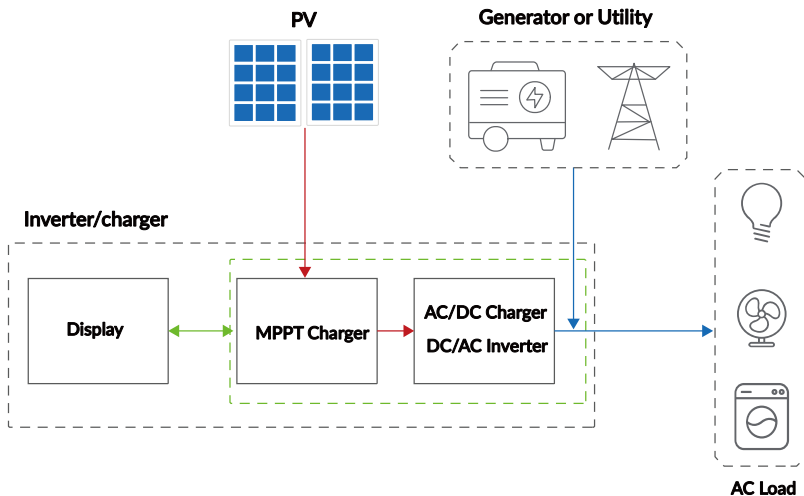 PV
Generator or Utility
Inverter/charger
Display
MPPT Charger
AC/DC Charger
DC/AC Inverter
AC Load